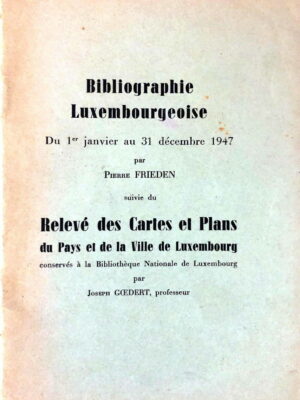 Bibliographie
Luxembourgeoise
Du 1er janvier au 31 décembre 1947
par
Pierre FRIEDEN
suivie du
Relevé des Cartes et Plans
du Pays et de la Ville de Luxembourg
conservés à la Bibliothèque Nationale de Luxembourg
par
Joseph GŒDERT, professeur